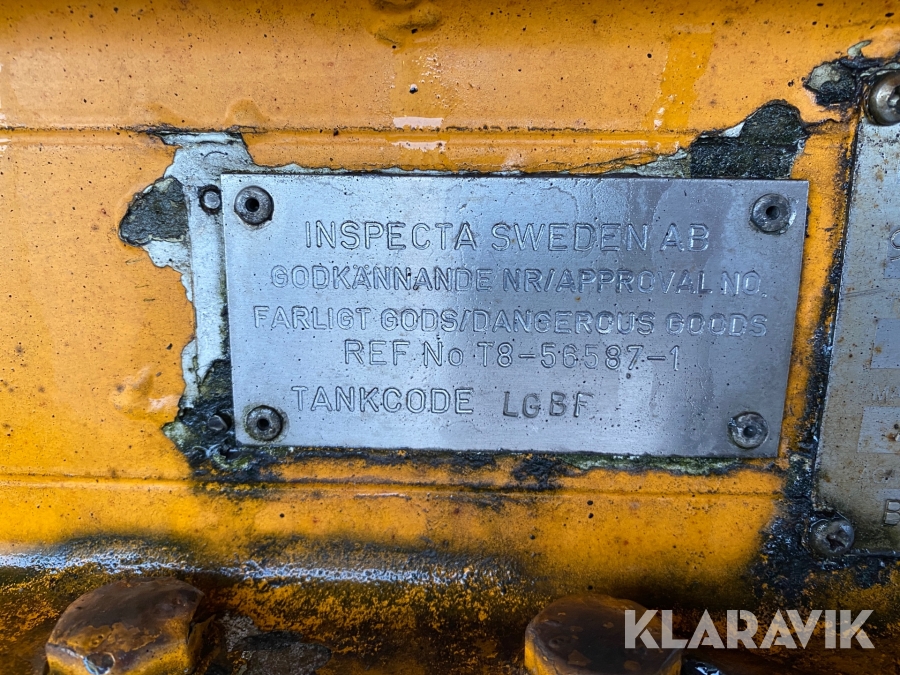 INSPECTA SWEDEN AB
GODKÄNNANDE NR/APPROVAL NO.
FARLIGT GODS/DANGEROUS GOODS
REF No T8-56587-1
TANKCODE LGBF
KLARAVIK